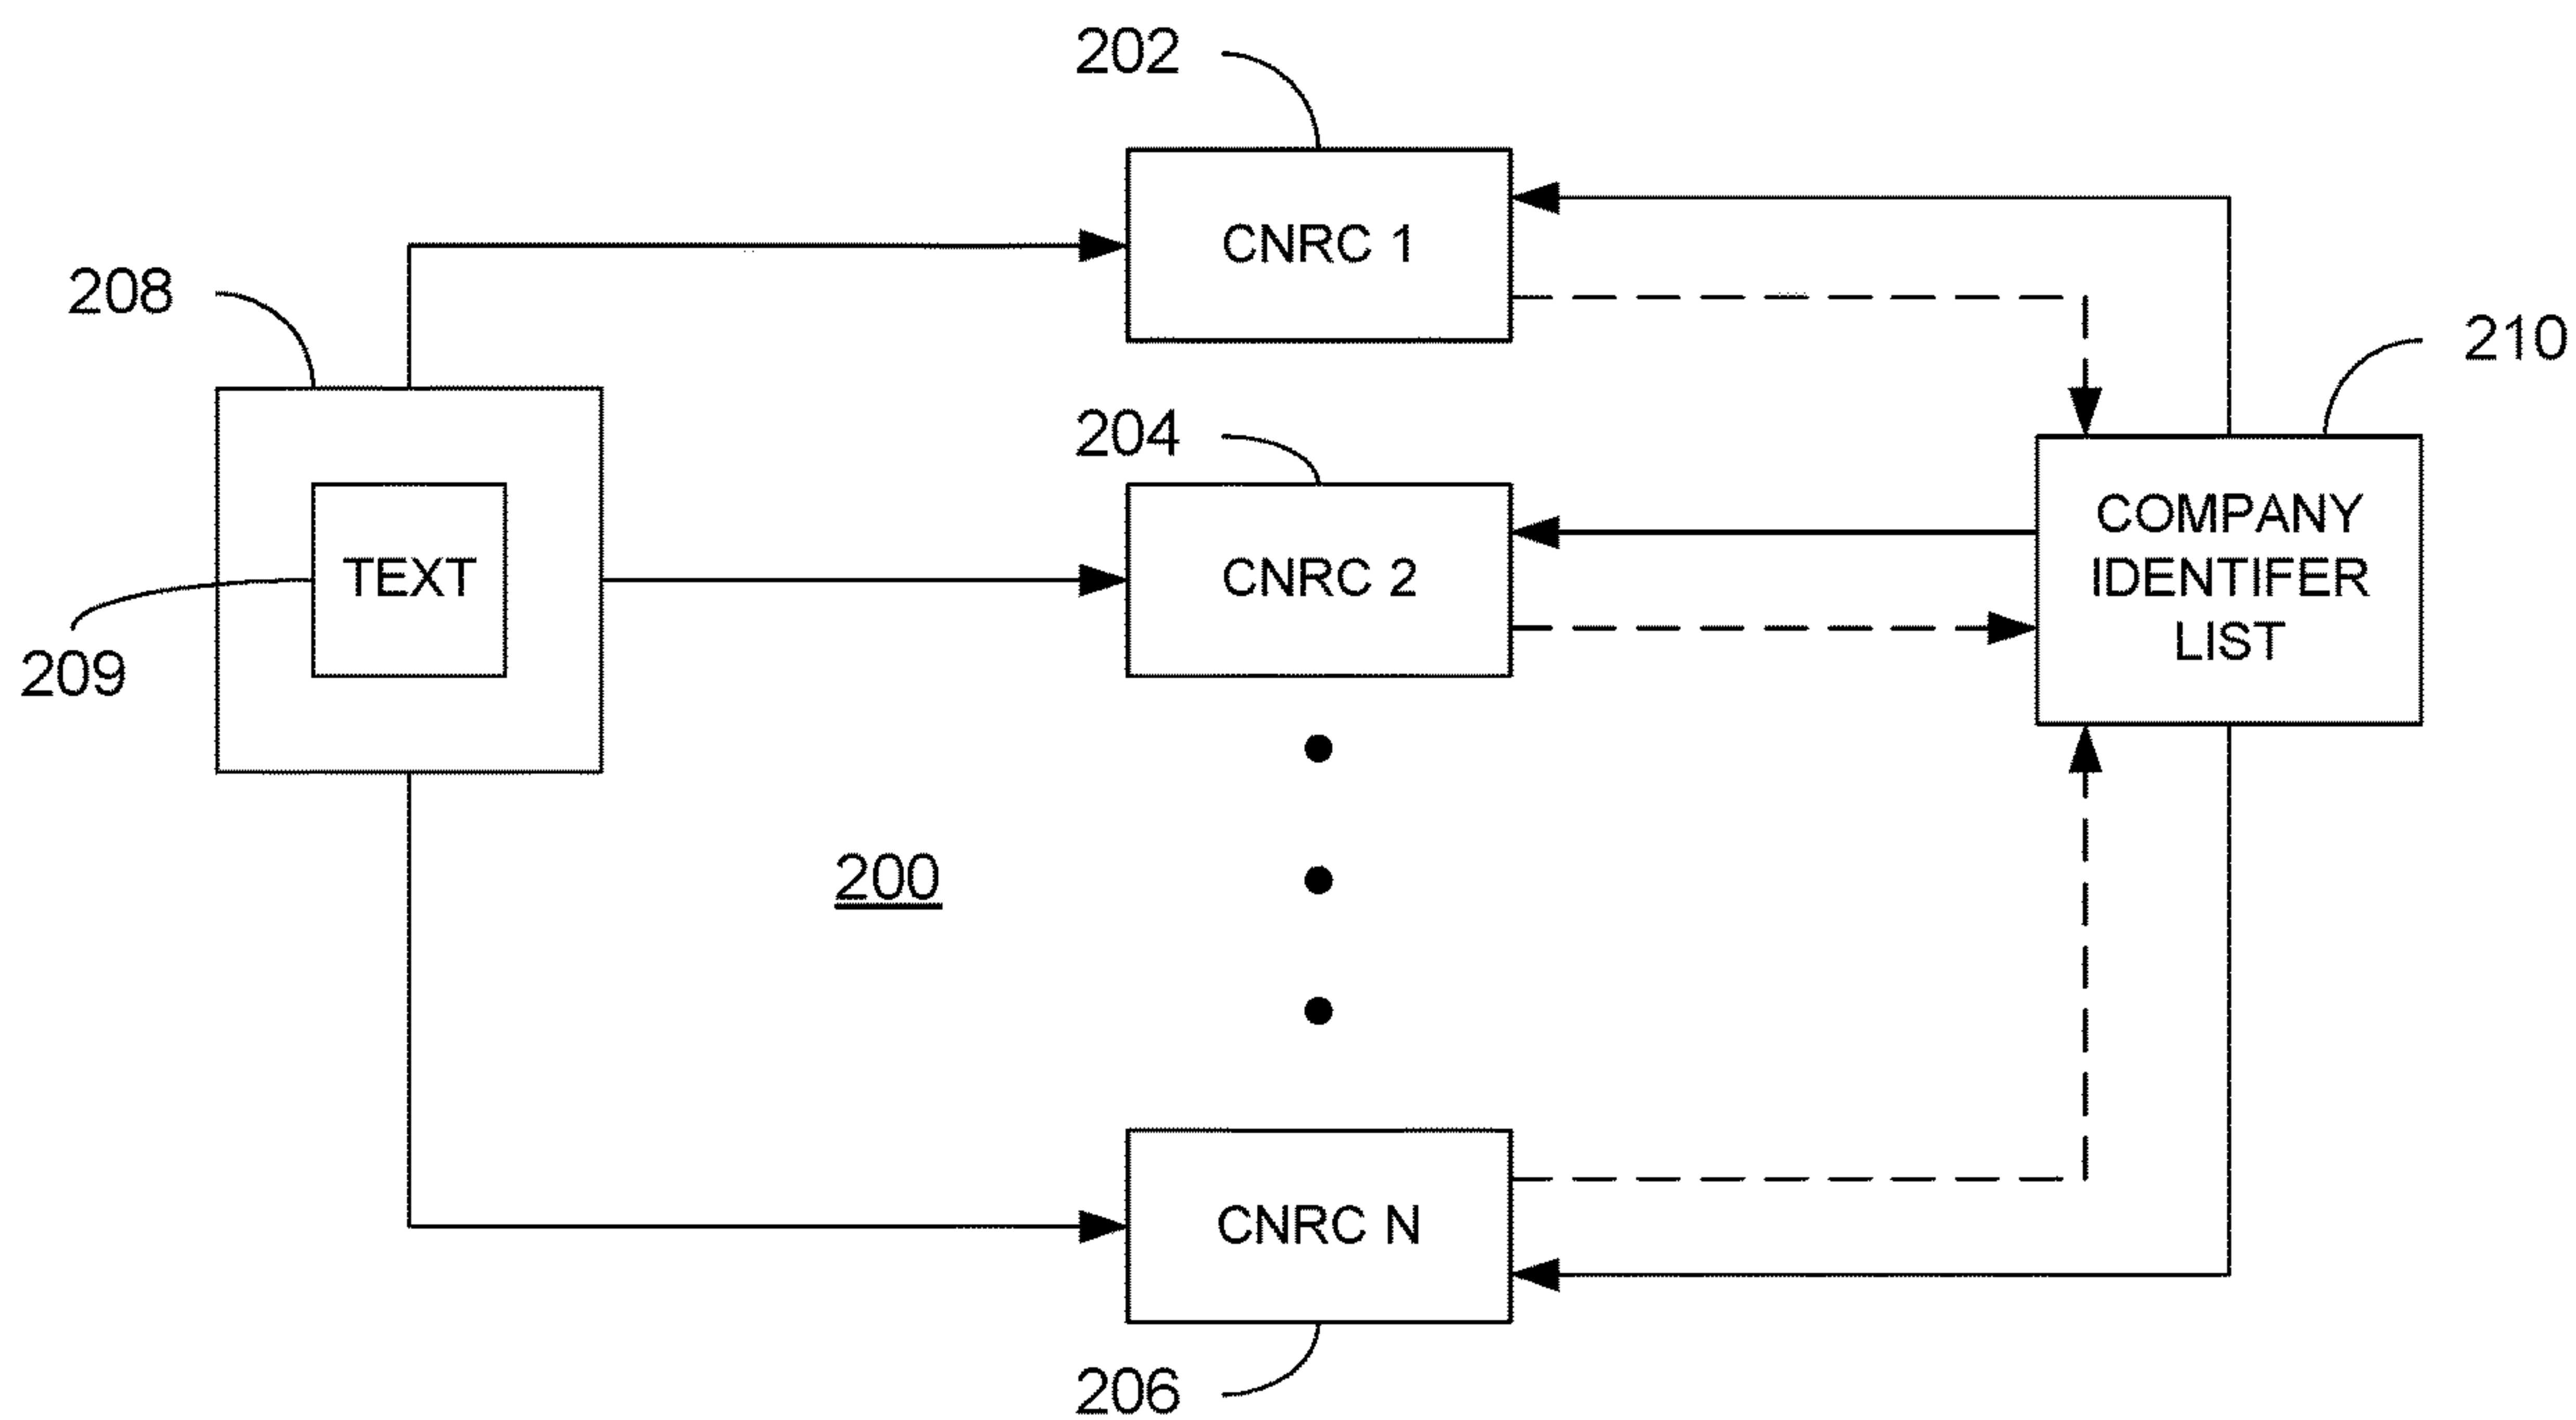 202
CNRC 1
208
210
204
COMPANY
IDENTIFER
LIST
TEXT
CNRC 2
209
200
CNRC N
206